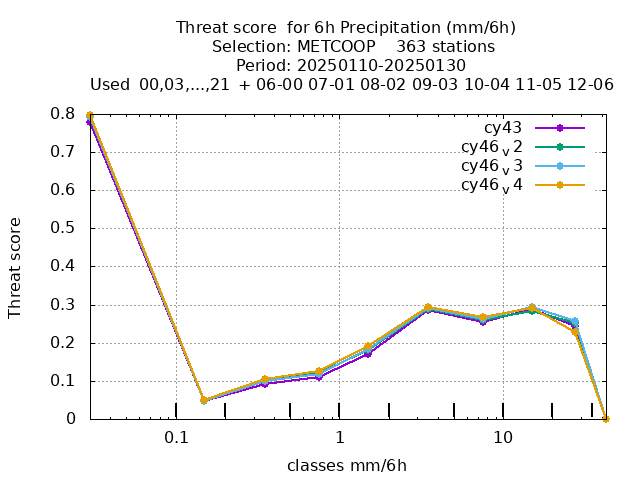 Threat score  for 6h Precipitation (mm/6h)
Selection: METCOOP    363 stations
Period: 20250110-20250130
Used  00,03,...,21  + 06-00 07-01 08-02 09-03 10-04 11-05 12-06
0.8
0.7
0.6
0.5
0.4
0.3
0.2
0.1
0
Threat score
cy43
cy46v2
cy46v3
cy46v4
0.1 1 10
classes mm/6h